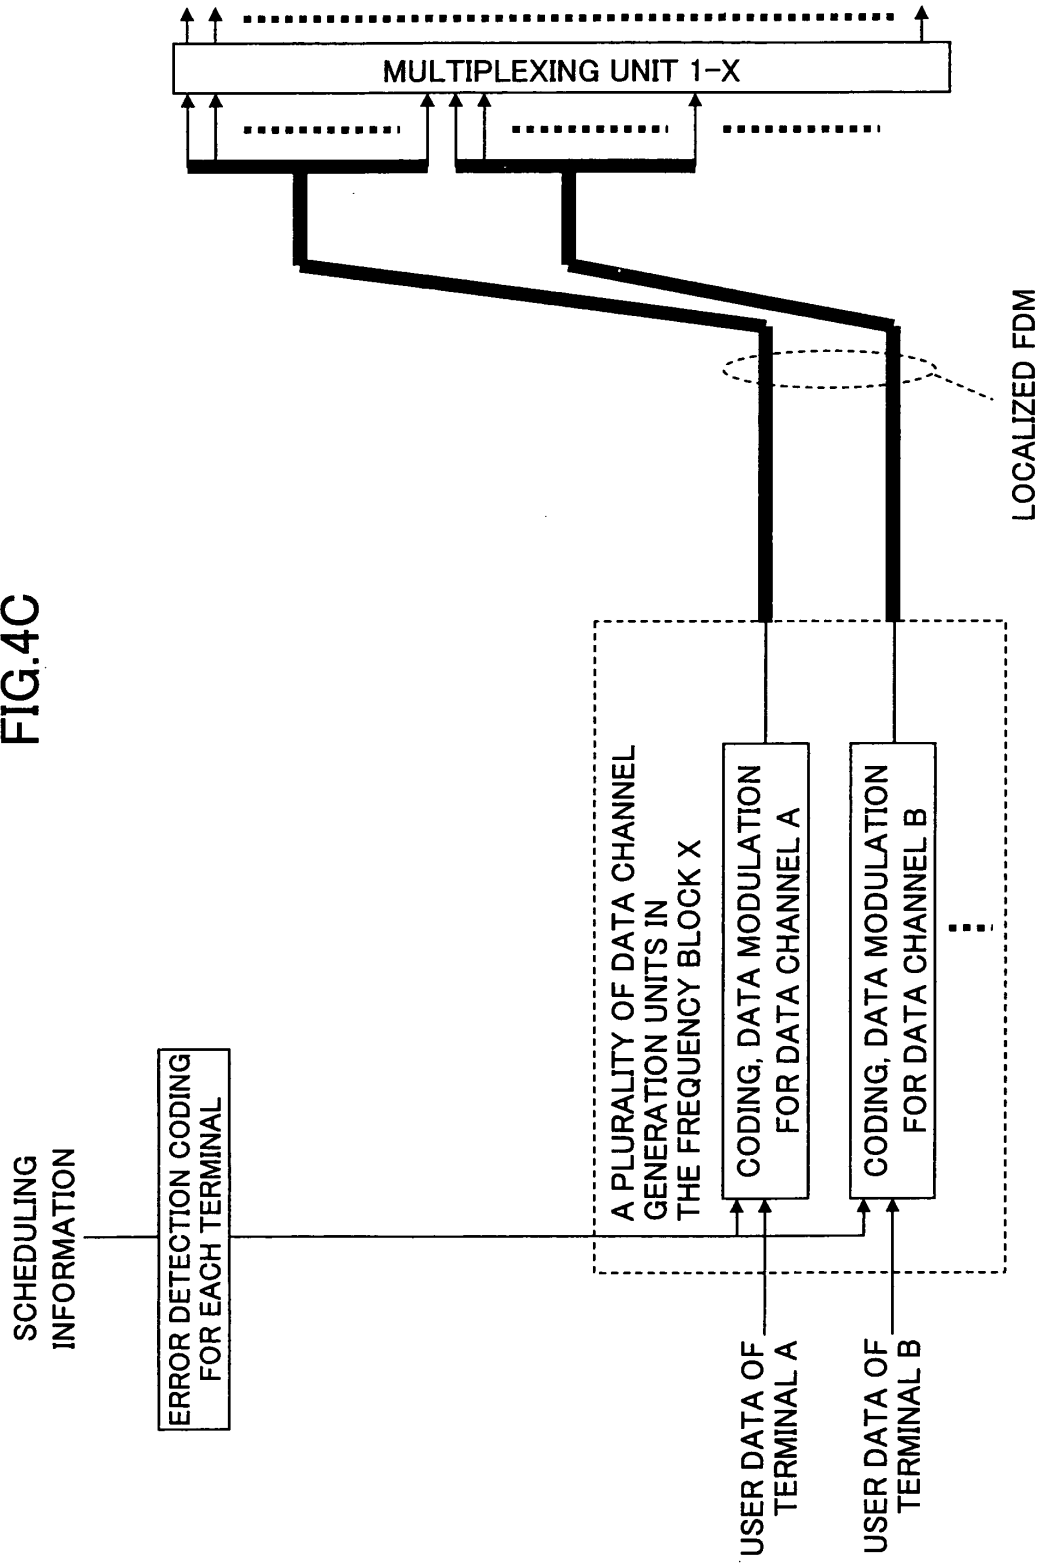 FIG.4C
SCHEDULING
INFORMATION
ERROR DETECTION CODING
FOR EACH TERMINAL
A PLURALITY OF DATA CHANNEL
GENERATION UNITS IN
THE FREQUENCY BLOCK X
CODING, DATA MODULATION
FOR DATA CHANNEL A
CODING, DATA MODULATION
FOR DATA CHANNEL B
USER DATA OF
TERMINAL A
USER DATA OF
TERMINAL B
LOCALIZED FDM
MULTIPLEXING UNIT 1-X